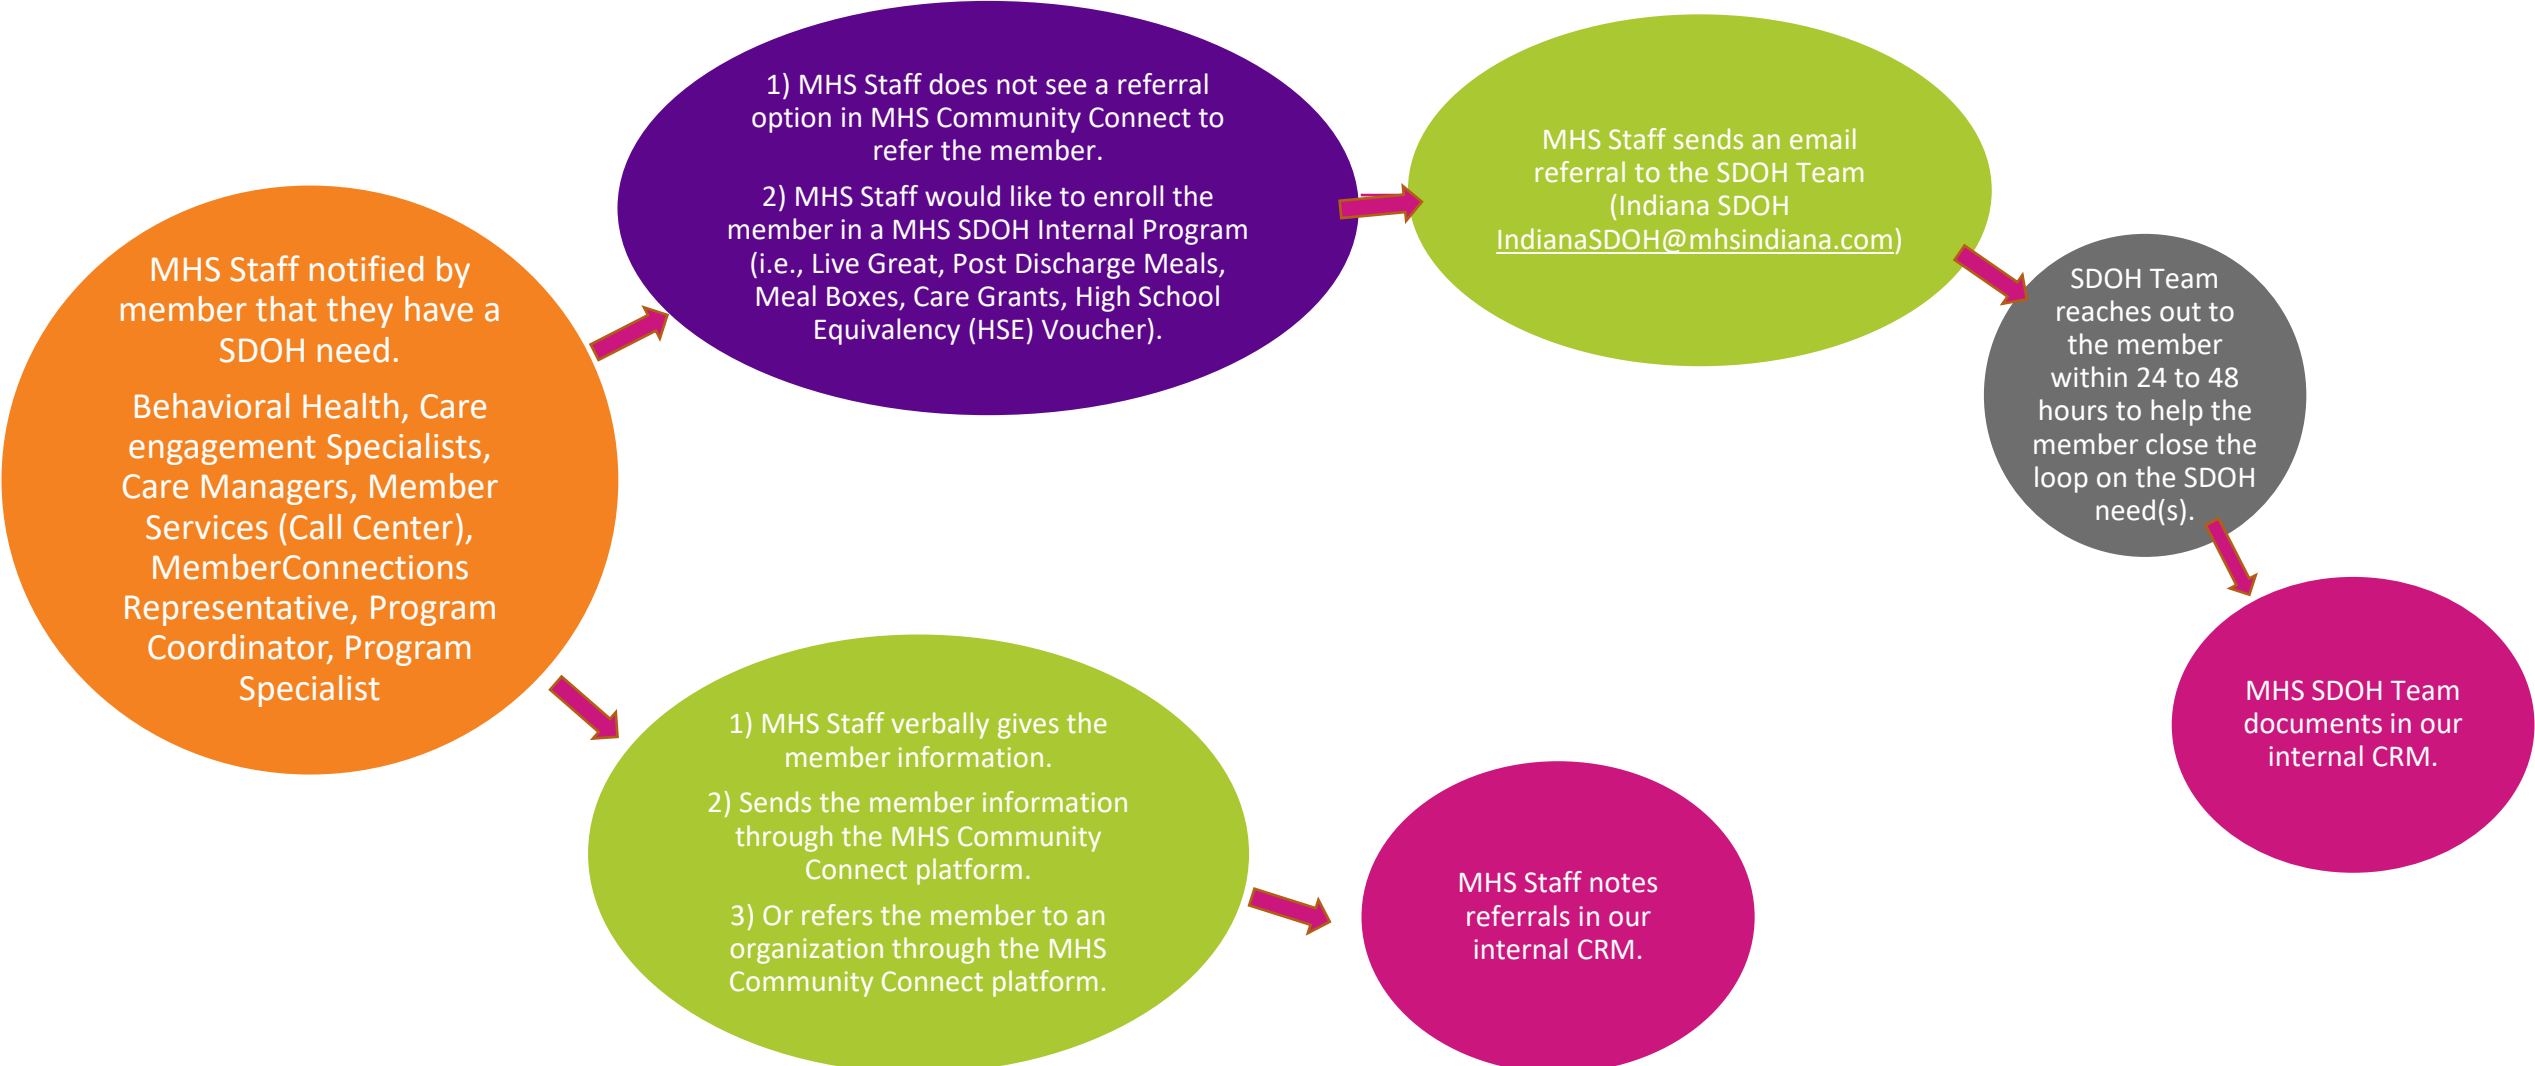 MHS Staff notified by
member that they have a
SDOH need.
Behavioral Health, Care
engagement Specialists,
Care Managers, Member
Services (Call Center),
MemberConnections
Representative, Program
Coordinator, Program
Specialist
1) MHS Staff does not see a referral
option in MHS Community Connect to
refer the member.
2) MHS Staff would like to enroll the
member in a MHS SDOH Internal Program
(i.e., Live Great, Post Discharge Meals,
Meal Boxes, Care Grants, High School
Equivalency (HSE) Voucher).
MHS Staff sends an email
referral to the SDOH Team
(Indiana SDOH
IndianaSDOH@mhsindiana.com)
SDOH Team
reaches out to
the member
within 24 to 48
hours to help the
member close the
loop on the SDOH
need(s).
MHS SDOH Team
documents in our
internal CRM.
1) MHS Staff verbally gives the
member information.
2) Sends the member information
through the MHS Community
Connect platform.
3) Or refers the member to an
organization through the MHS
Community Connect platform.
MHS Staff notes
referrals in our
internal CRM.